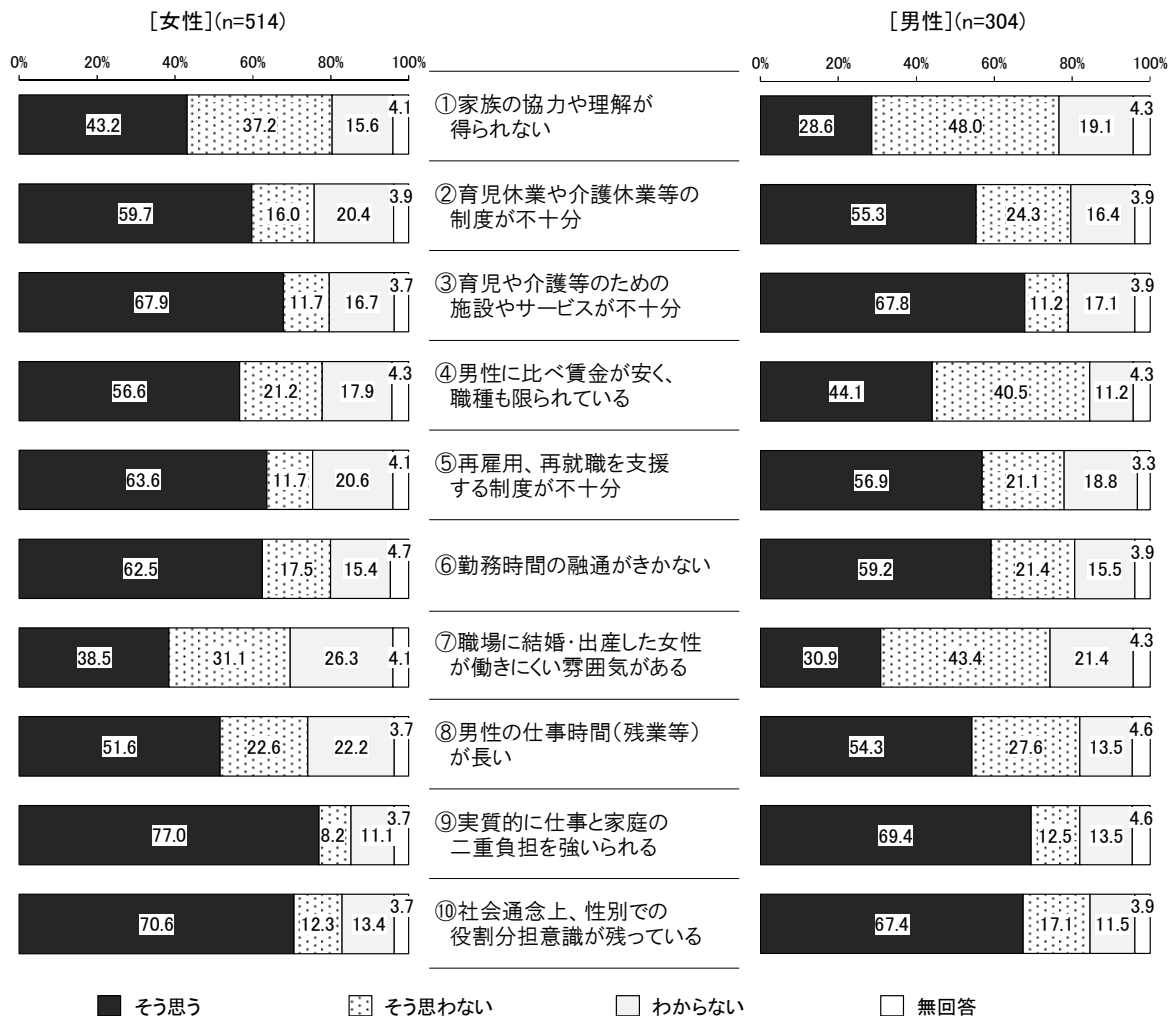 [女性](n=514)
[男性](n=304)
0% 20% 40% 60% 80% 100%
0% 20% 40% 60% 80% 100%
43.2 37.2 15.6 4.1
①家族の協力や理解が
得られない
28.6 48.0 19.1 4.3
59.7 16.0 20.4 3.9
②育児休業や介護休業等の
制度が不十分
55.3 24.3 16.4 3.9
67.9 11.7 16.7 3.7
③育児や介護等のための
施設やサービスが不十分
67.8 11.2 17.1 3.9
56.6 21.2 17.9 4.3
④男性に比べ賃金が安く、
職種も限られている
44.1 40.5 11.2 4.3
63.6 11.7 20.6 4.1
⑤再雇用、再就職を支援
する制度が不十分
56.9 21.1 18.8 3.3
62.5 17.5 15.4 4.7
⑥勤務時間の融通がきかない
59.2 21.4 15.5 3.9
38.5 31.1 26.3 4.1
⑦職場に結婚・出産した女性
が働きにくい雰囲気がある
30.9 43.4 21.4 4.3
51.6 22.6 22.2 3.7
⑧男性の仕事時間(残業等)
が長い
54.3 27.6 13.5 4.6
77.0 8.2 11.1 3.7
⑨実質的に仕事と家庭の
二重負担を強いられる
69.4 12.5 13.5 4.6
70.6 12.3 13.4 3.7
⑩社会通念上、性別での
役割分担意識が残っている
67.4 17.1 11.5 3.9
そう思う そう思わない わからない 無回答